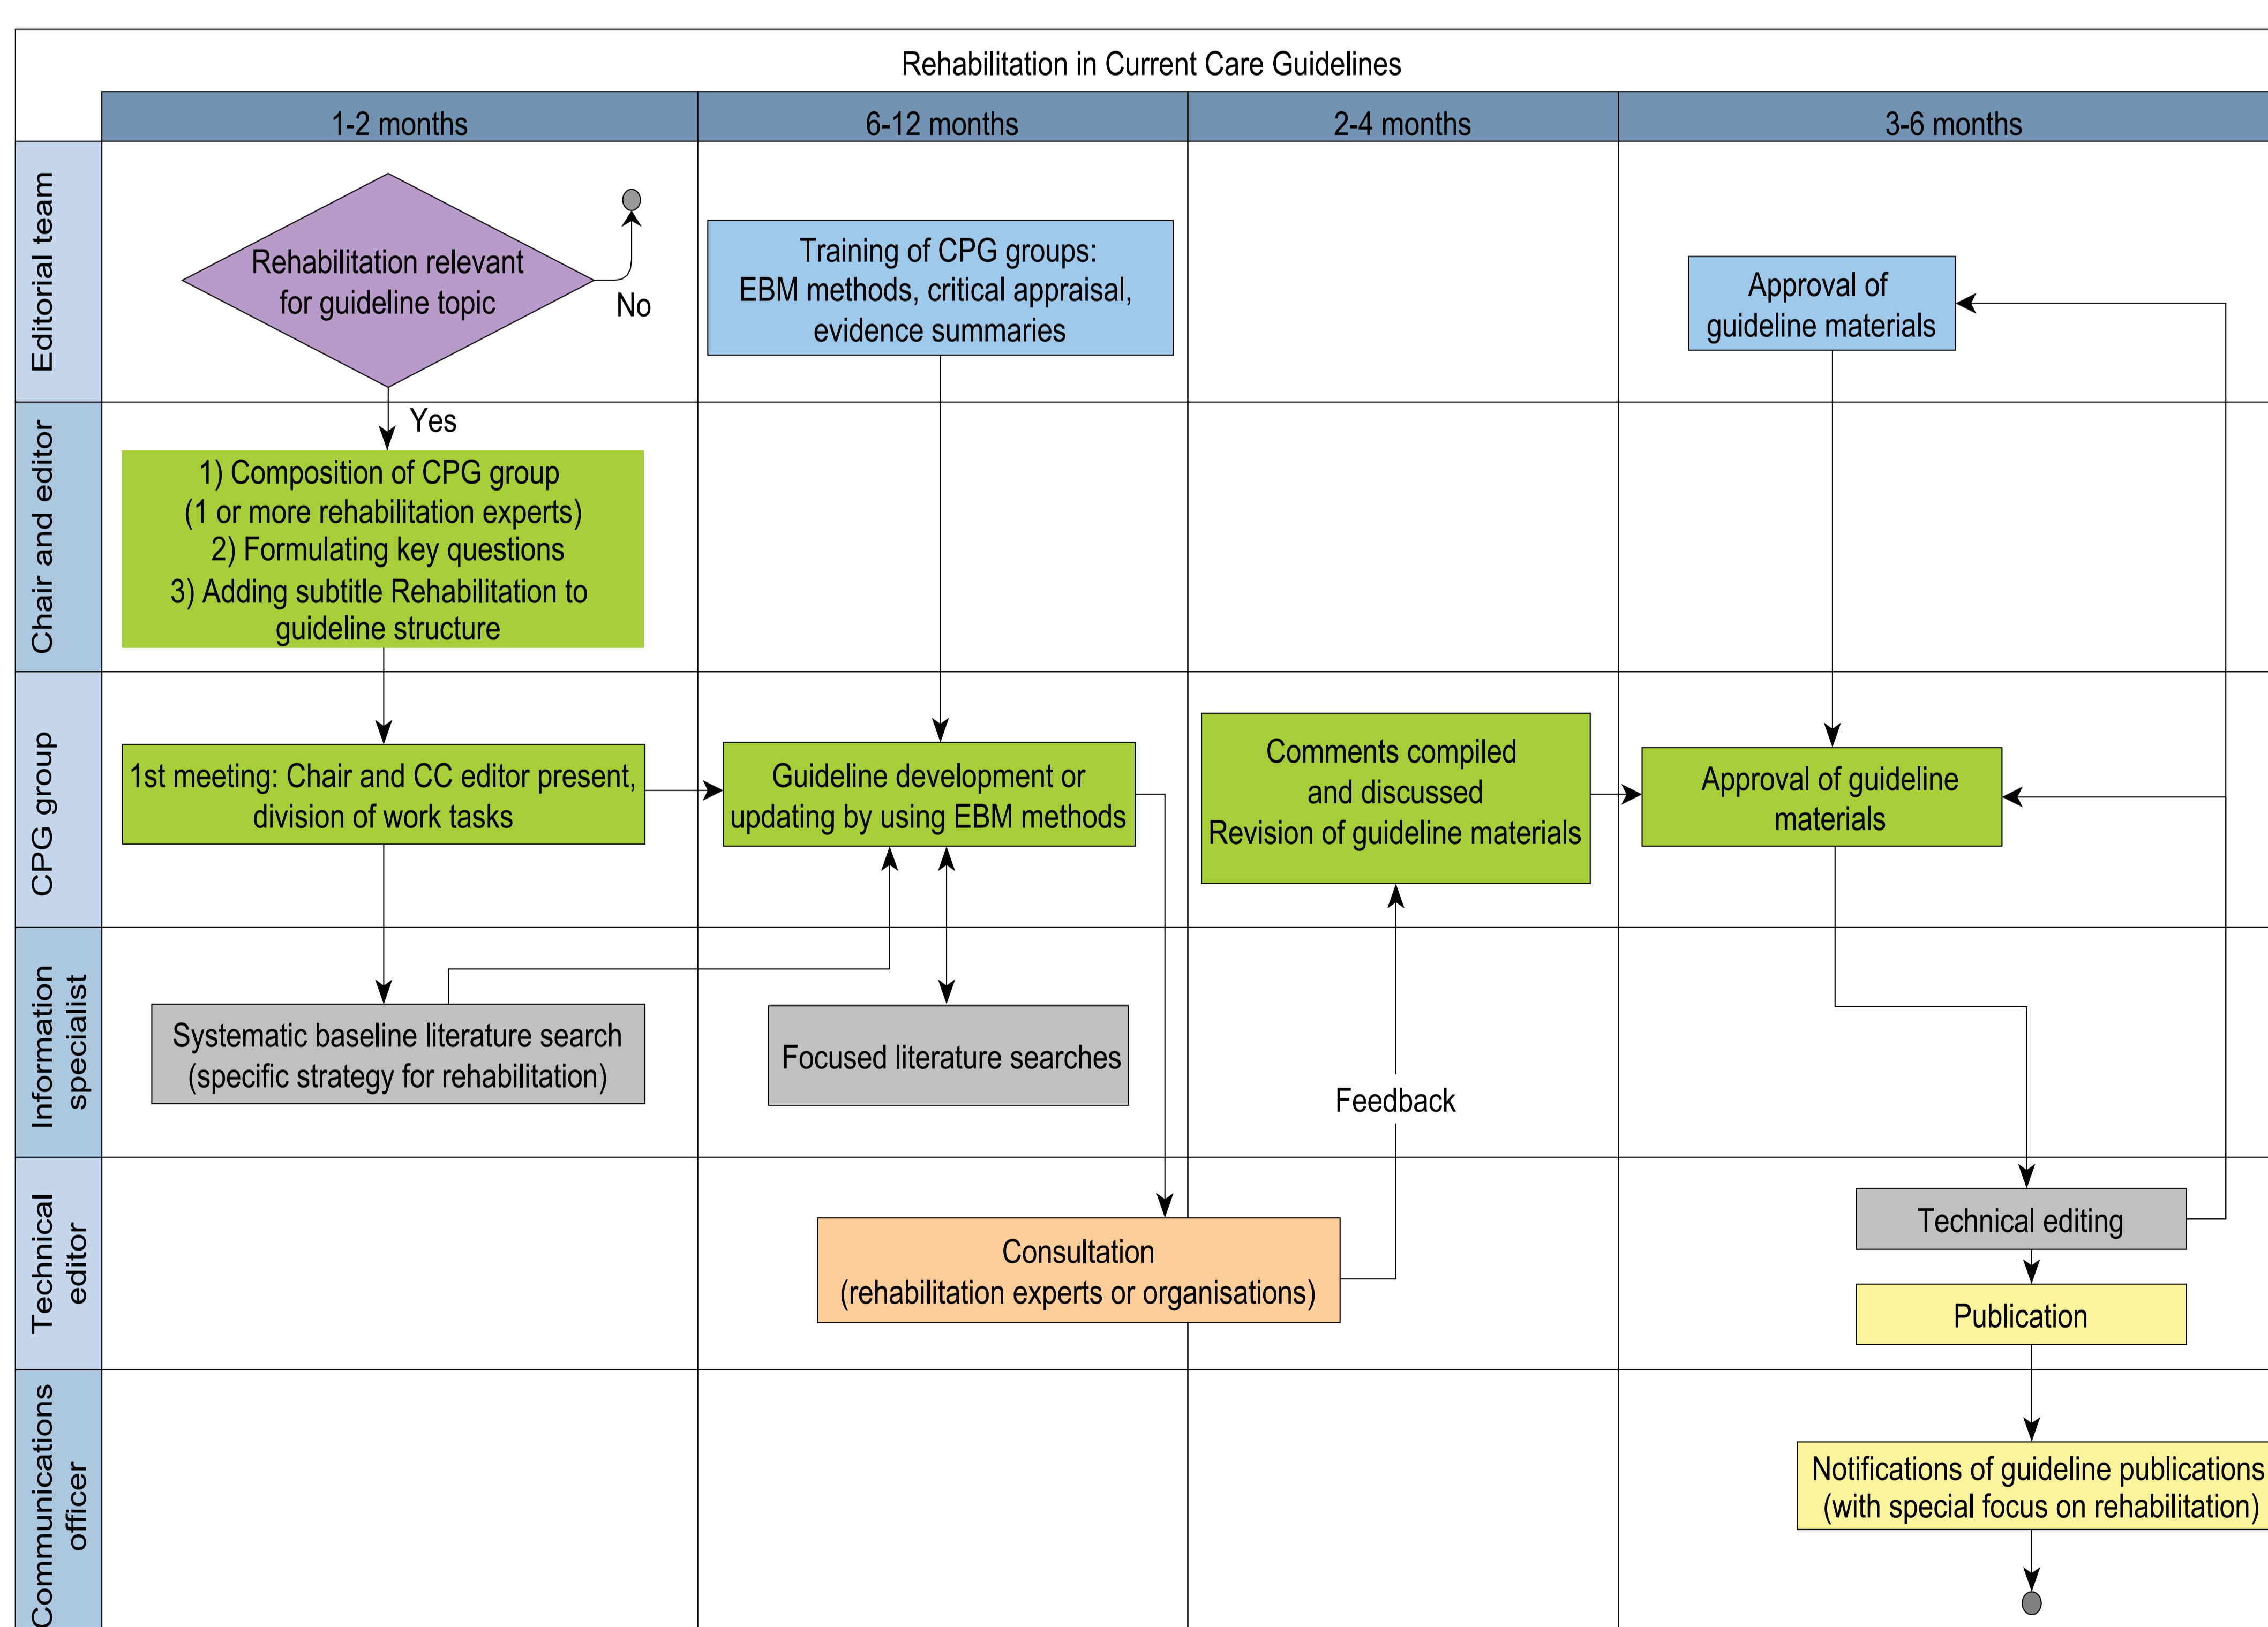 Rehabilitation in Current Care Guidelines
1-2 months
6-12 months
2-4 months
3-6 months
Editorial team
Rehabilitation relevant
for guideline topic
No
Yes
Training of CPG groups:
EBM methods, critical appraisal,
evidence summaries
Approval of
guideline materials
Chair and editor
1) Composition of CPG group
(1 or more rehabilitation experts)
2) Formulating key questions
3) Adding subtitle Rehabilitation to
guideline structure
CPG group
1st meeting: Chair and CC editor present,
division of work tasks
Guideline development or
updating by using EBM methods
Comments compiled
and discussed
Revision of guideline materials
Approval of guideline
materials
Information
specialist
Systematic baseline literature search
(specific strategy for rehabilitation)
Focused literature searches
Feedback
Technical
editor
Consultation
(rehabilitation experts or organisations)
Technical editing
Publication
Communications
officer
Notifications of guideline publications
(with special focus on rehabilitation)